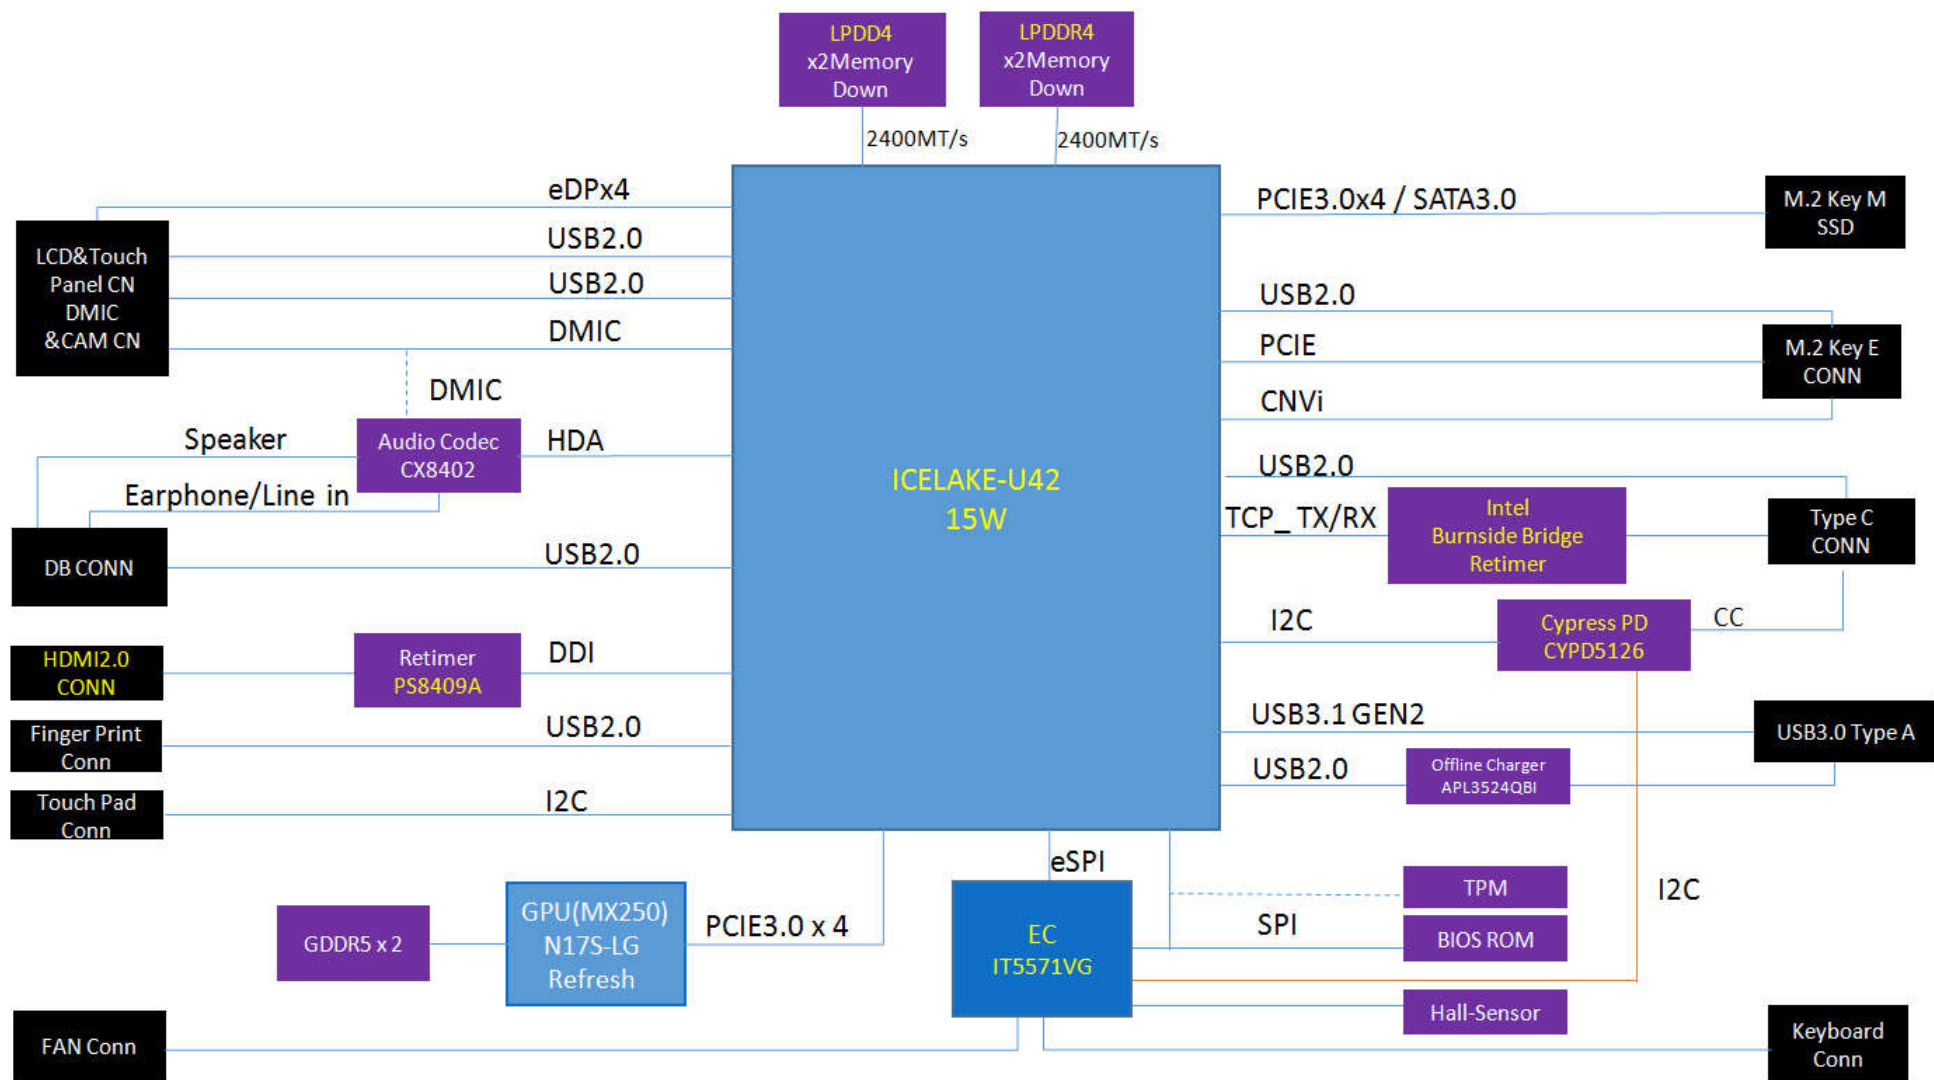 LPDD4
x2Memory
Down
LPDDR4
x2Memory
Down
2400MT/s
2400MT/s
eDPx4
USB2.0
USB2.0
DMIC
LCD&Touch
Panel CN
DMIC
&CAM CN
DMIC
Speaker
Audio Codec
CX8402
HDA
Earphone/Line in
DB CONN
USB2.0
HDMI2.0
CONN
Retimer
PS8409A
DDI
Finger Print
Conn
USB2.0
Touch Pad
Conn
I2C
ICELAKE-U42
15W
PCIE3.0x4 / SATA3.0
M.2 Key M
SSD
USB2.0
PCIE
CNVi
M.2 Key E
CONN
USB2.0
TCP_ TX/RX
Intel
Burnside Bridge
Retimer
Type C
CONN
I2C
Cypress PD
CYPD5126
CC
USB3.1 GEN2
USB3.0 Type A
USB2.0
Offline Charger
APL3524QBI
GDDR5 x 2
GPU(MX250)
N17S-LG
Refresh
PCIE3.0 x 4
eSPI
EC
IT5571VG
SPI
TPM
BIOS ROM
I2C
Hall-Sensor
FAN Conn
Keyboard
Conn